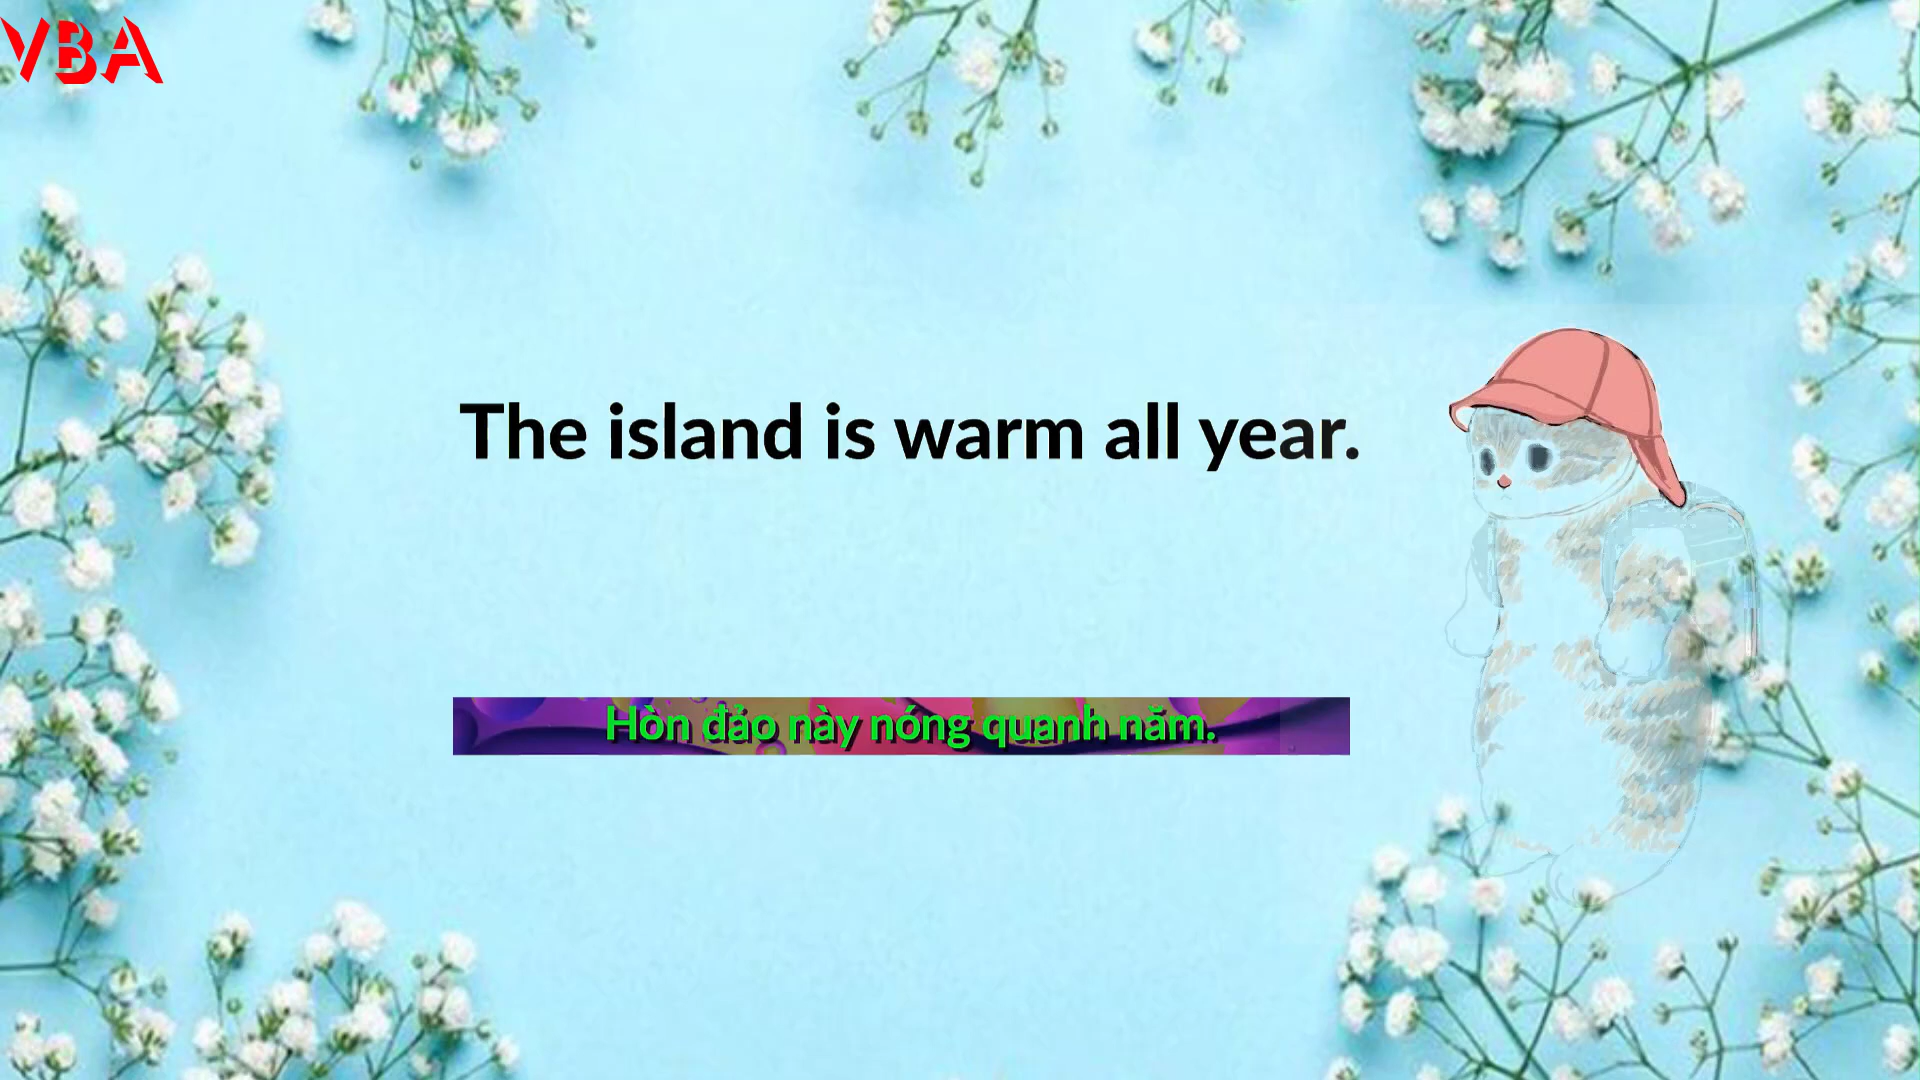 VBA
The island is warm all year.
Hòn đảo này nóng quanh năm.